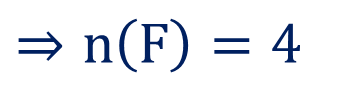 ⇒ n(F) = 4